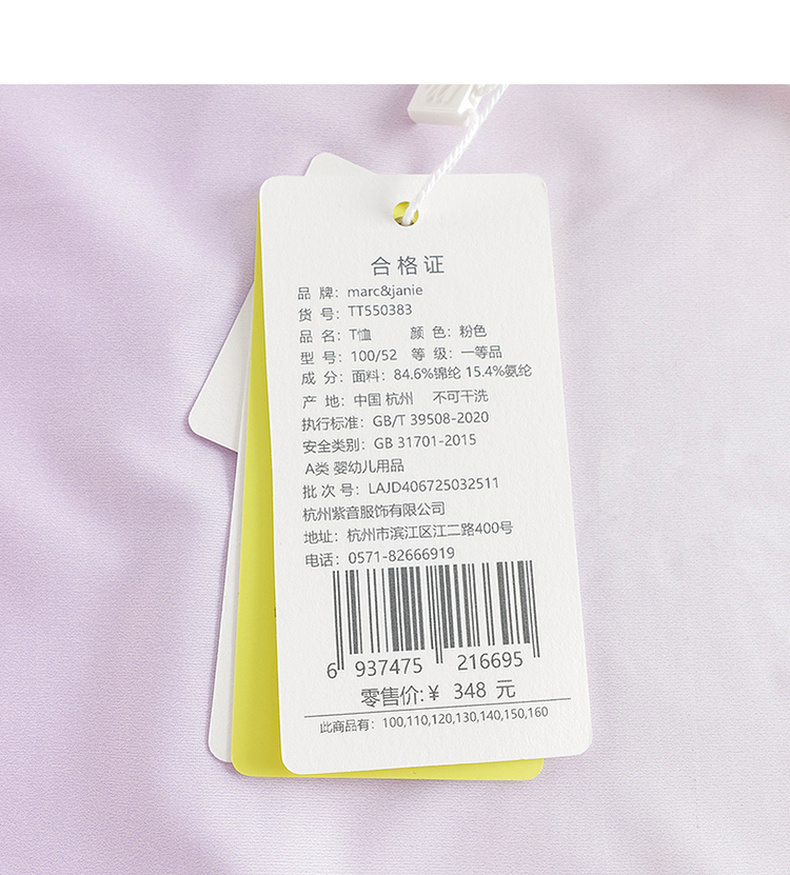 合格证
品 牌：marc&janie
货 号：TT550383
品 名：T恤 颜 色：粉色
型 号：100/52 等 级：一等品
成 分：面料：84.6%锦纶 15.4%氨纶
产 地：中国 杭州 不可干洗
执行标准：GB/T 39508-2020
安全类别：GB 31701-2015
A类 婴幼儿用品
批 次 号：LAJD406725032511
杭州紫音服饰有限公司
地址：杭州市滨江区江二路400号
电话：0571-82666919
6 937475 216695
零售价:￥ 348 元
此商品有：100,110,120,130,140,150,160